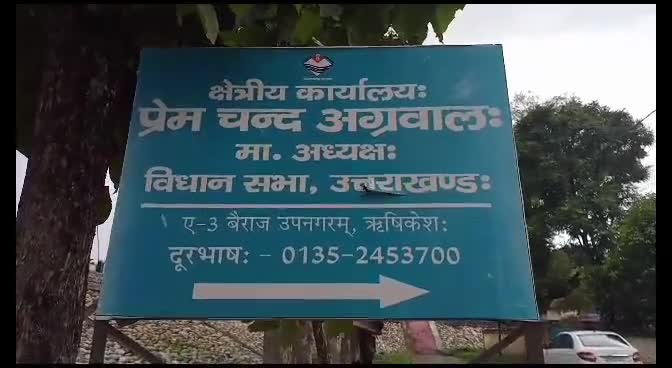 क्षेत्रीय कार्यालयः
प्रेम चन्द अग्रवालः
मा. अध्यक्षः
विधान सभा, उत्तराखण्डः
ए-3 बैराज उपनगरम्, ऋषिकेशः
दूरभाषः - 0135-2453700